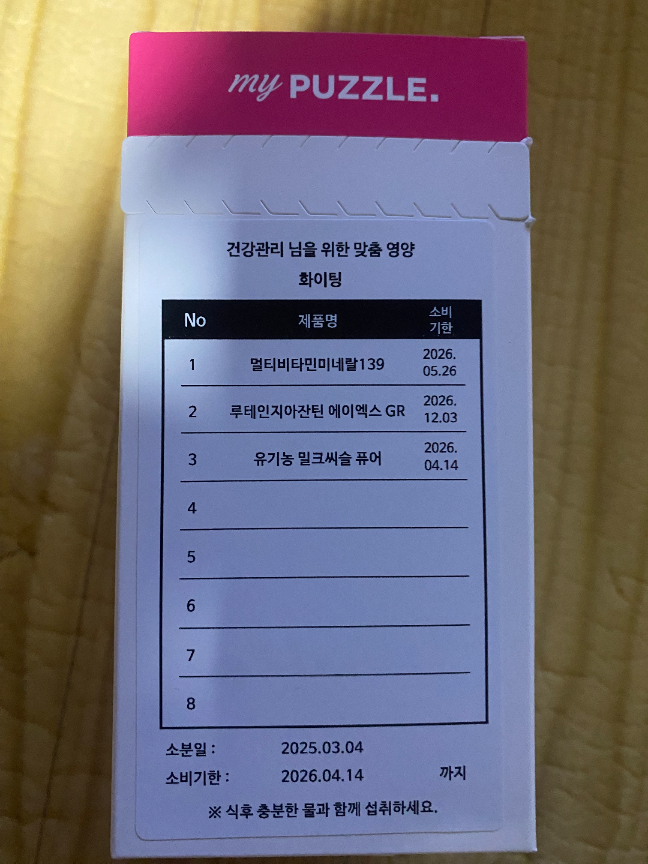 my PUZZLE.
건강관리 님을 위한 맞춤 영양
화이팅
No 제품명 소비기한
1 멀티비타민미네랄139 2026.05.26
2 루테인지아잔틴 에이엑스 GR 2026.12.03
3 유기농 밀크씨슬 퓨어 2026.04.14
4
5
6
7
8
소분일 : 2025.03.04
소비기한 : 2026.04.14 까지
※ 식후 충분한 물과 함께 섭취하세요.